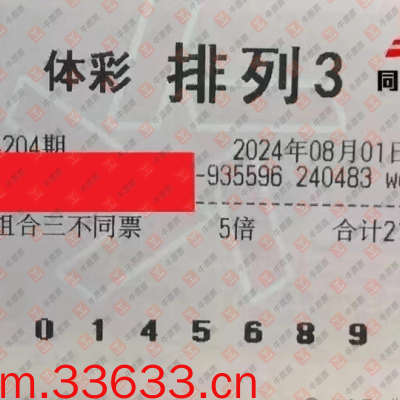 体彩 排列3
同
204期 2024年08月01日
-935596 240483 w
组合三不同票 5倍 合计2
0 1 4 5 6 8 9
m.33633.cn